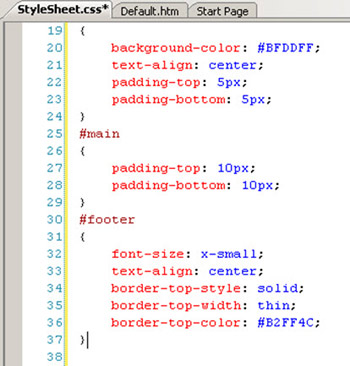 StyleSheet.css* Default.htm Start Page
19 {
20 background-color: #BFDDFF;
21 text-align: center;
22 padding-top: 5px;
23 padding-bottom: 5px;
24 }
25 #main
26 {
27 padding-top: 10px;
28 padding-bottom: 10px;
29 }
30 #footer
31 {
32 font-size: x-small;
33 text-align: center;
34 border-top-style: solid;
35 border-top-width: thin;
36 border-top-color: #B2FF4C;
37 }
38